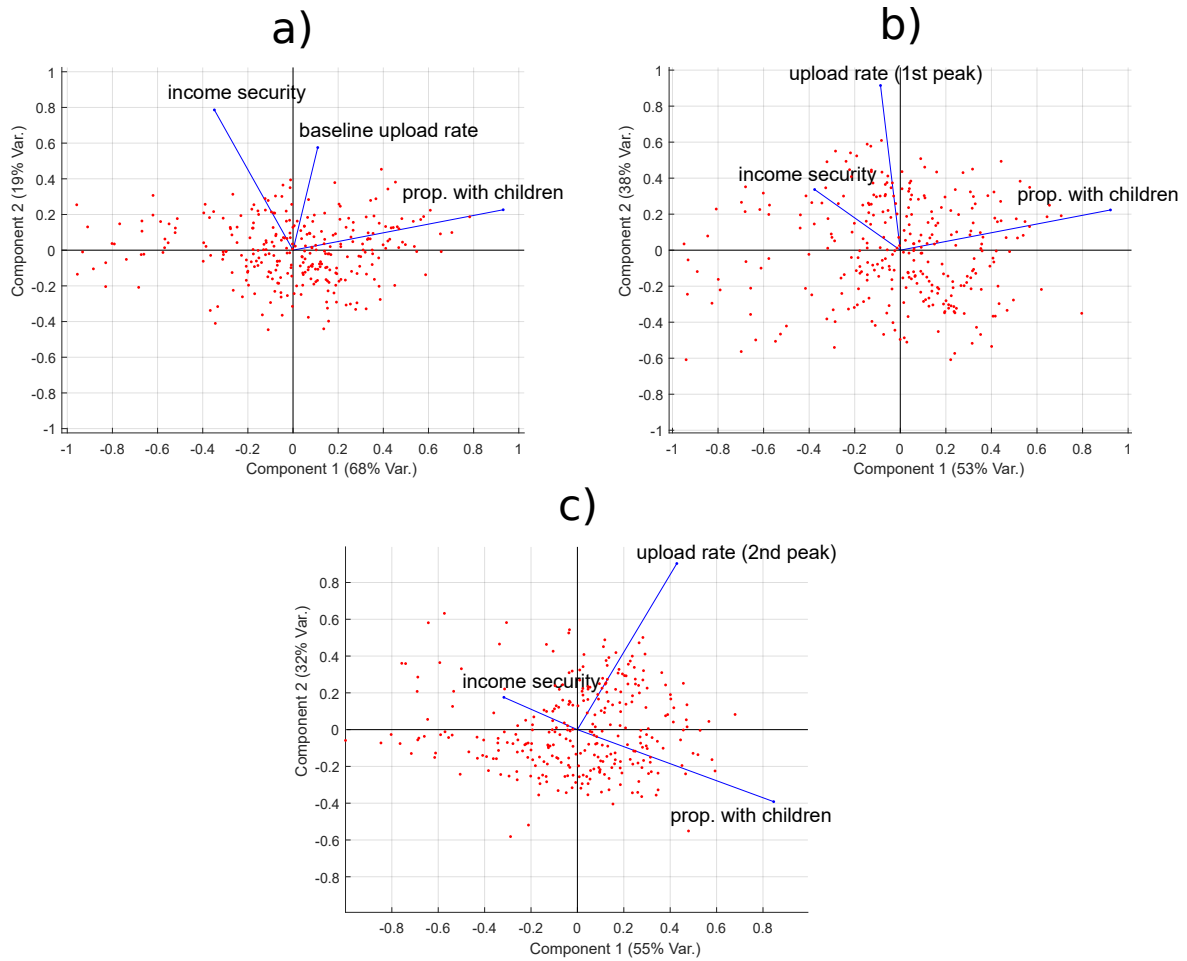 a)
1
0.8
0.6
0.4
0.2
0
-0.2
-0.4
-0.6
-0.8
-1
Component 2 (19% Var.)
income security
baseline upload rate
prop. with children
-1 -0.8 -0.6 -0.4 -0.2 0 0.2 0.4 0.6 0.8 1
Component 1 (68% Var.)
b)
1
0.8
0.6
0.4
0.2
0
-0.2
-0.4
-0.6
-0.8
-1
Component 2 (38% Var.)
upload rate (1st peak)
income security
prop. with children
-1 -0.8 -0.6 -0.4 -0.2 0 0.2 0.4 0.6 0.8 1
Component 1 (53% Var.)
c)
0.8
0.6
0.4
0.2
0
-0.2
-0.4
-0.6
-0.8
Component 2 (32% Var.)
upload rate (2nd peak)
income security
prop. with children
-0.8 -0.6 -0.4 -0.2 0 0.2 0.4 0.6 0.8
Component 1 (55% Var.)